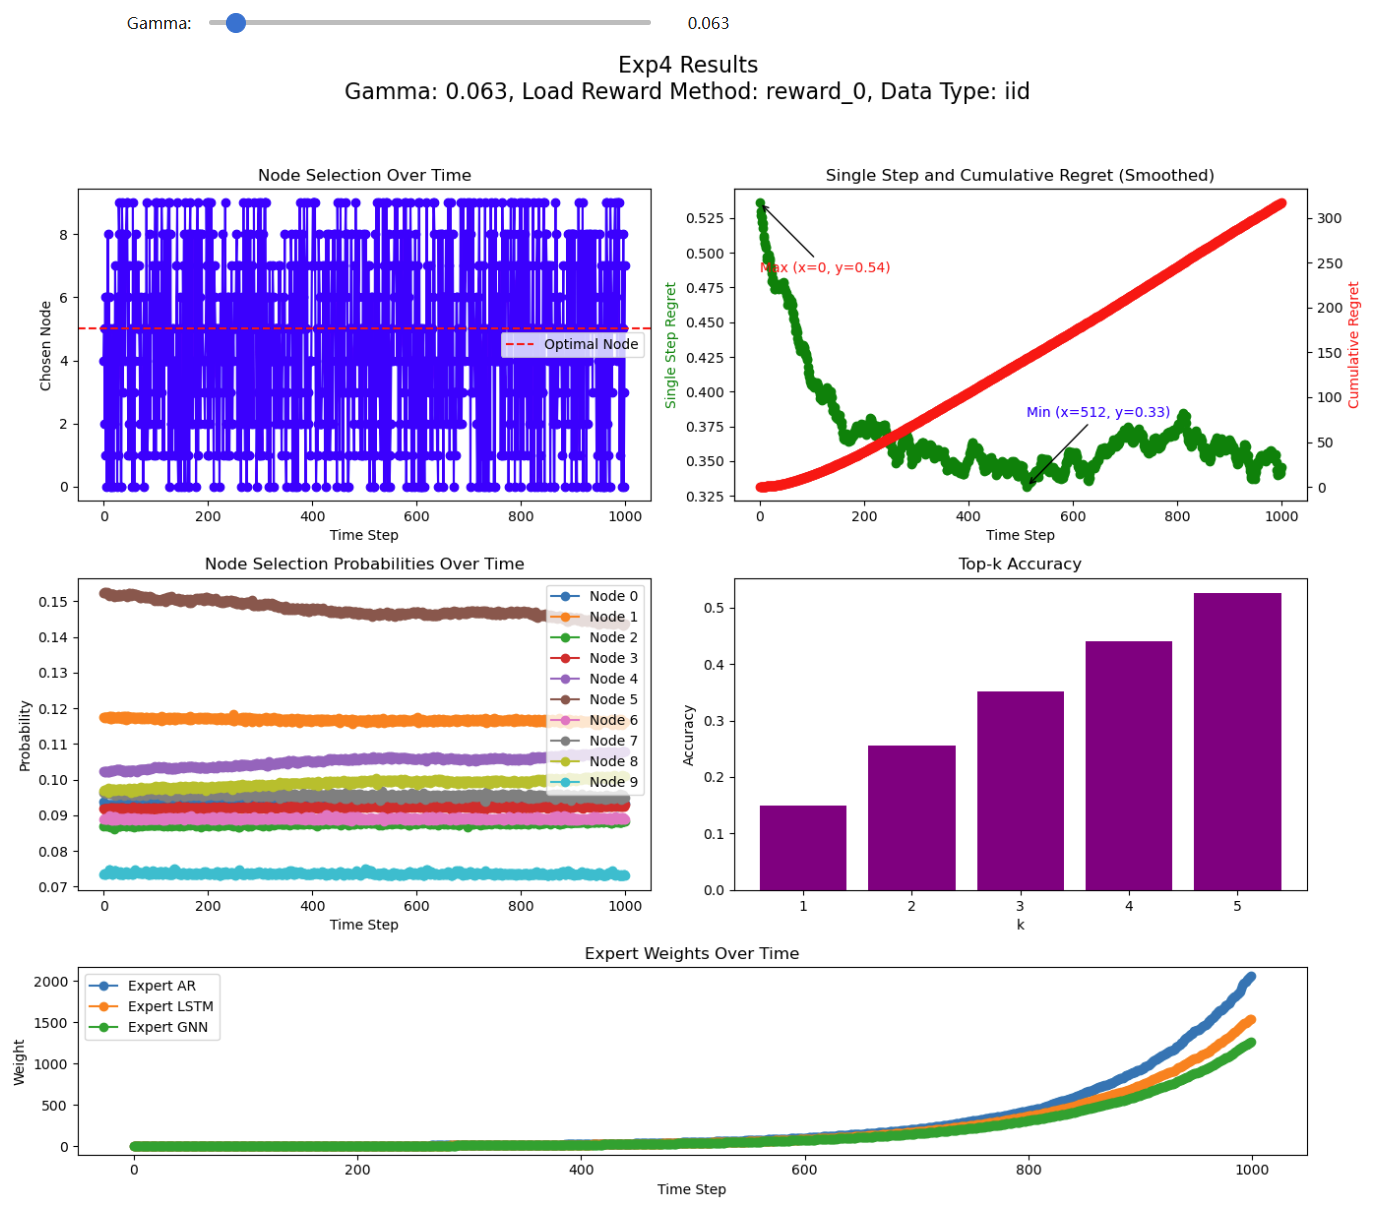 Gamma: 0.063
Exp4 Results
Gamma: 0.063, Load Reward Method: reward_0, Data Type: iid
Node Selection Over Time
Chosen Node
8
6
4
2
0
Optimal Node
0 200 400 600 800 1000
Time Step
Single Step and Cumulative Regret (Smoothed)
Single Step Regret
0.525
0.500
0.475
0.450
0.425
0.400
0.375
0.350
0.325
Max (x=0, y=0.54)
Min (x=512, y=0.33)
300
250
200
150
100
50
0
Cumulative Regret
0 200 400 600 800 1000
Time Step
Node Selection Probabilities Over Time
Probability
0.15
0.14
0.13
0.12
0.11
0.10
0.09
0.08
0.07
Node 0
Node 1
Node 2
Node 3
Node 4
Node 5
Node 6
Node 7
Node 8
Node 9
0 200 400 600 800 1000
Time Step
Top-k Accuracy
Accuracy
0.5
0.4
0.3
0.2
0.1
0.0
1 2 3 4 5
k
Expert Weights Over Time
Weight
2000
1500
1000
500
0
Expert AR
Expert LSTM
Expert GNN
0 200 400 600 800 1000
Time Step